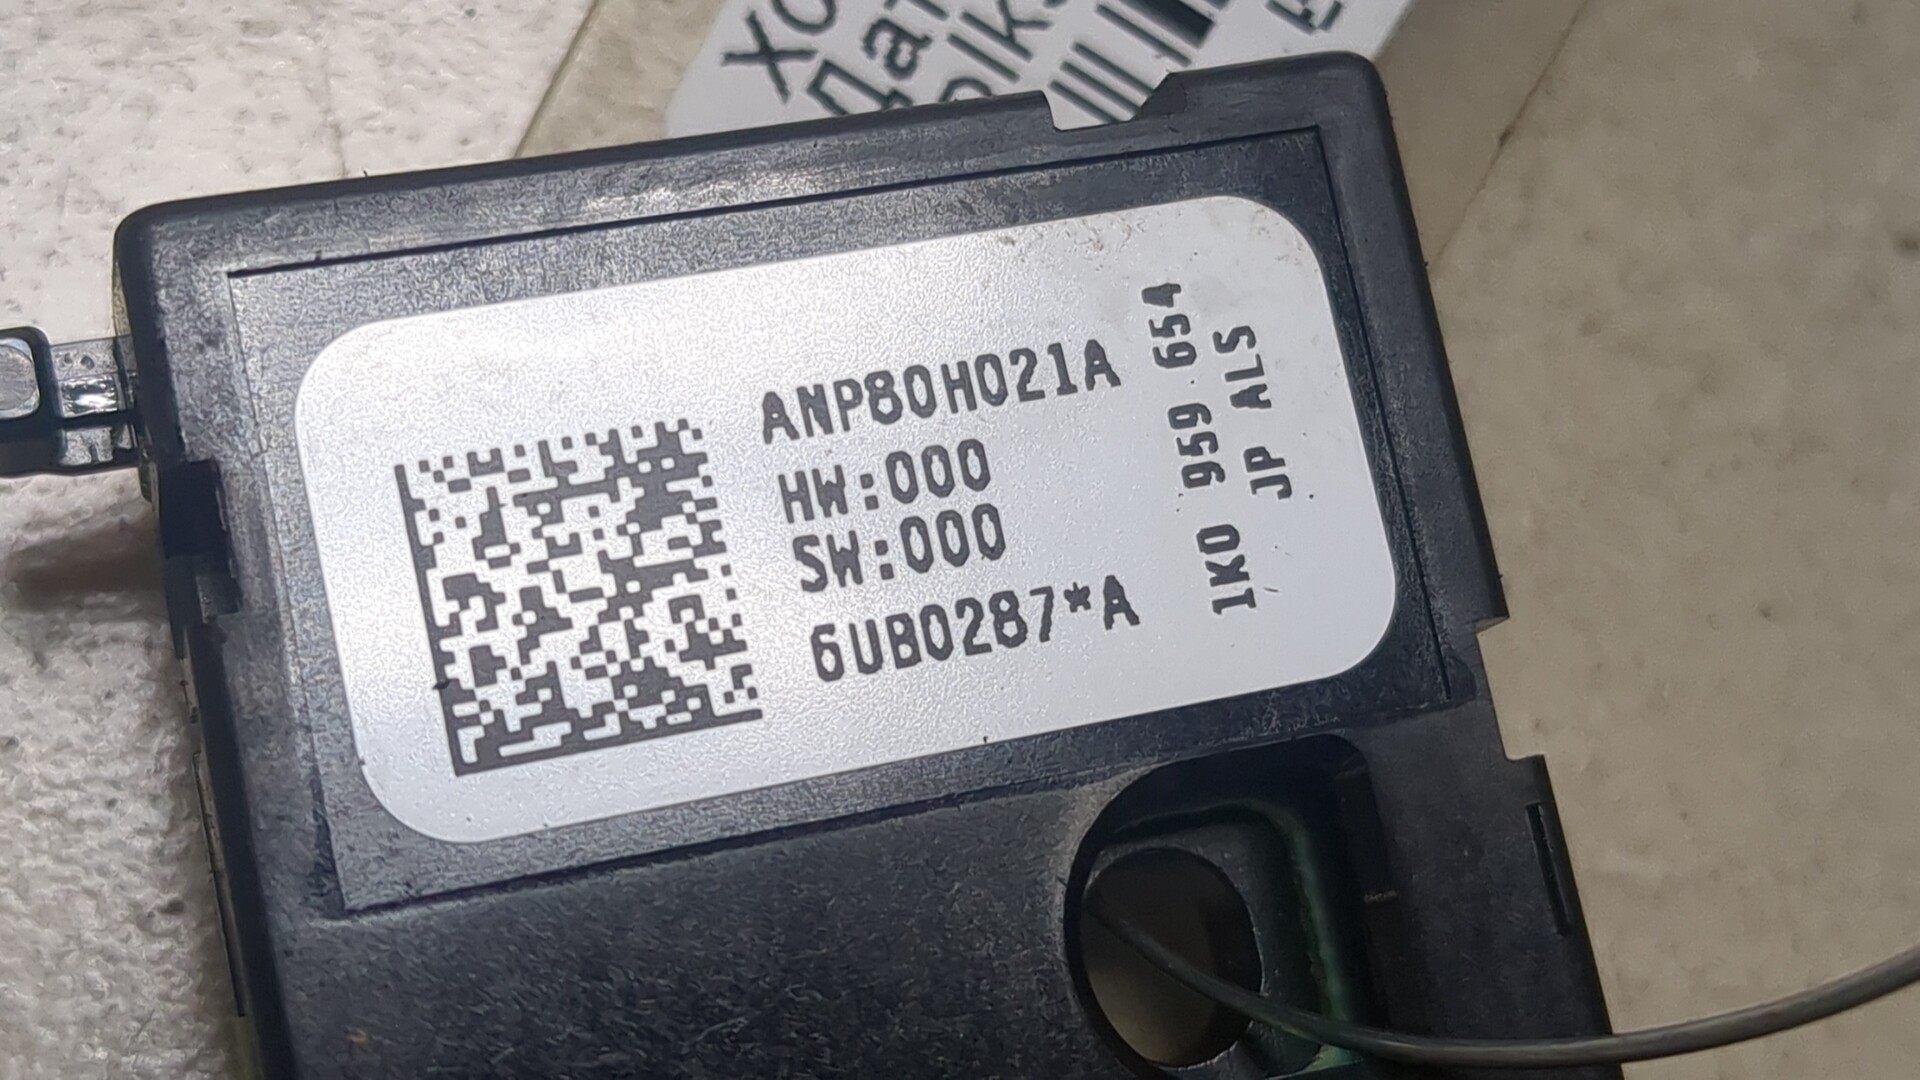 ANP80H021A
HW:000
SW:000
6UB0287*A
1K0 959 654
JP ALS